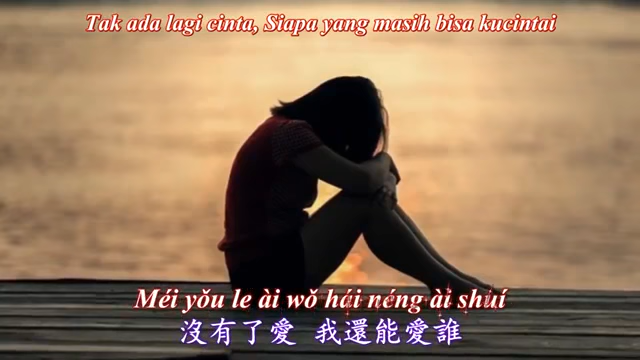 Tak ada lagi cinta, Siapa yang masih bisa kucintai
Méi yǒu le ài wǒ hái néng ài shuí
沒有了愛 我還能愛誰